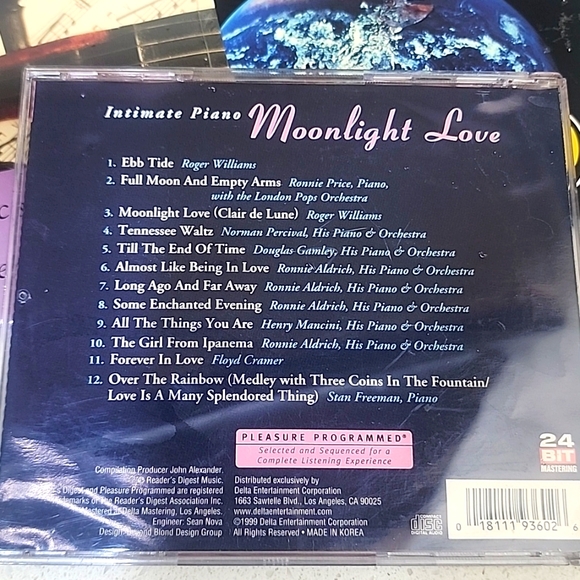 Intimate Piano Moonlight Love
1. Ebb Tide Roger Williams
2. Full Moon And Empty Arms Ronnie Price, Piano,
with the London Pops Orchestra
3. Moonlight Love (Clair de Lune) Roger Williams
4. Tennessee Waltz Norman Percival, His Piano & Orchestra
5. Till The End Of Time Douglas Gamley, His Piano & Orchestra
6. Almost Like Being In Love Ronnie Aldrich, His Piano & Orchestra
7. Long Ago And Far Away Ronnie Aldrich, His Piano & Orchestra
8. Some Enchanted Evening Ronnie Aldrich, His Piano & Orchestra
9. All The Things You Are Henry Mancini, His Piano & Orchestra
10. The Girl From Ipanema Ronnie Aldrich, His Piano & Orchestra
11. Forever In Love Floyd Cramer
12. Over The Rainbow (Medley with Three Coins In The Fountain/
Love Is A Many Splendored Thing) Stan Freeman, Piano
PLEASURE PROGRAMMED®
Selected and Sequenced for a
Complete Listening Experience
24
BIT
MASTERING
Compilation Producer John Alexander.
Reader's Digest Music.
Digest and Pleasure Programmed are registered
trademarks of The Reader's Digest Association Inc.
Mastered at Delta Mastering, Los Angeles.
Engineer: Sean Nova
Design: Beyond Blond Design Group
Distributed exclusively by
Delta Entertainment Corporation
1663 Sawtelle Blvd., Los Angeles, CA 90025
www.deltaentertainment.com
©1999 Delta Entertainment Corporation
All Rights Reserved • MADE IN KOREA
COMPACT
disc
DIGITAL AUDIO
0 18111 93602 6